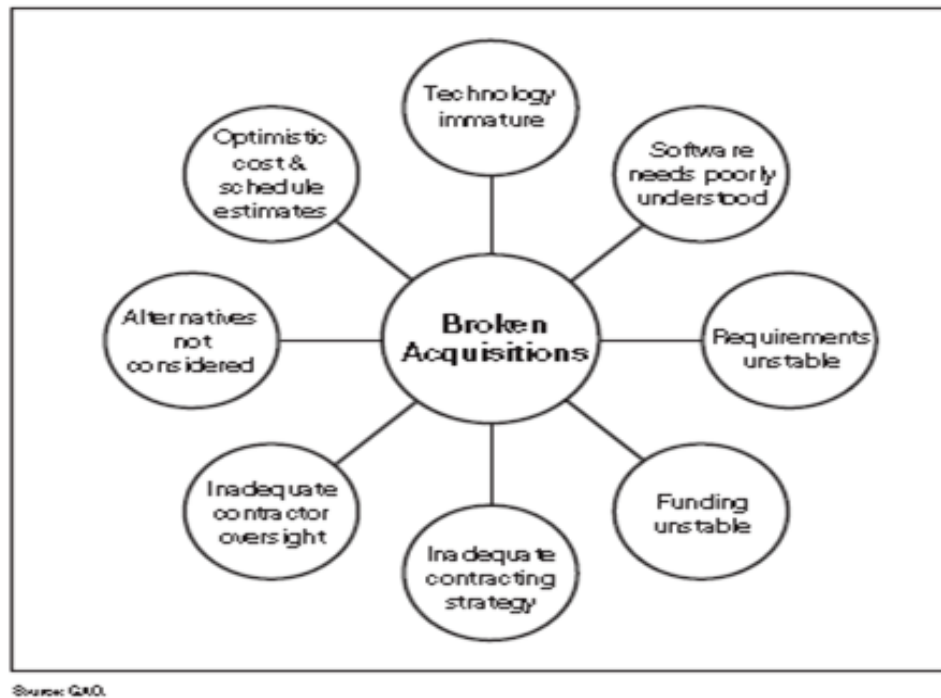 Technology
immature
Software
needs poorly
understood
Requirements
unstable
Funding
unstable
Inadequate
contracting
strategy
Inadequate
contractor
oversight
Alternatives
not
considered
Optimistic
cost &
schedule
estimates
Broken
Acquisitions
Source: GAO.